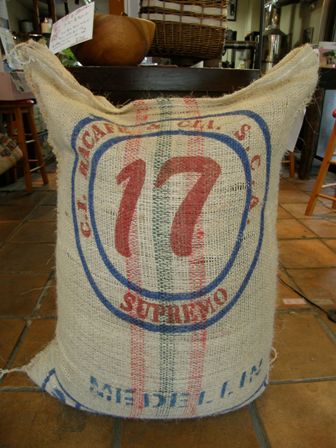 C.I. RACAFE & CIA. S.C.A.
17
SUPREMO
MEDELLIN